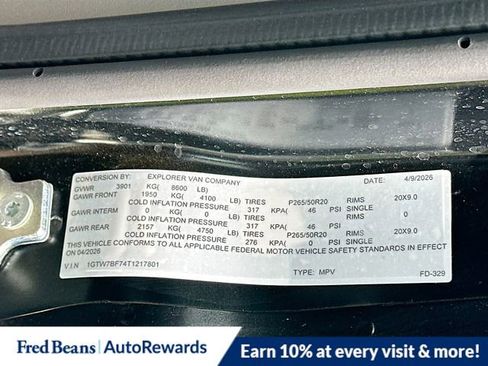 CONVERSION BY: EXPLORER VAN COMPANY 4/9/2026
GVWR 3901 KG( 8600 LB)
GAWR FRONT 1950 KG( 4100 LB) TIRES P265/50R20 RIMS 20X9.0
COLD INFLATION PRESSURE 317 KPA( 46 PSI SINGLE
GAWR INTERM 0 KG( 0 LB) TIRES RIMS
COLD INFLATION PRESSURE 317 KPA( 46 PSI SINGLE 0
GAWR REAR 2157 KG( 4750 LB) TIRES P265/50R20 RIMS 20X9.0
COLD INFLATION PRESSURE 276 KPA( 0 PSI SINGLE
THIS VEHICLE CONFORMS TO ALL APPLICABLE FEDERAL MOTOR VEHICLE SAFETY STANDARDS IN EFFECT
ON 04/2026
VIN 1GTW7BF74T1217801 TYPE: MPV FD-329
Fred Beans | AutoRewards Earn 10% at every visit & more!